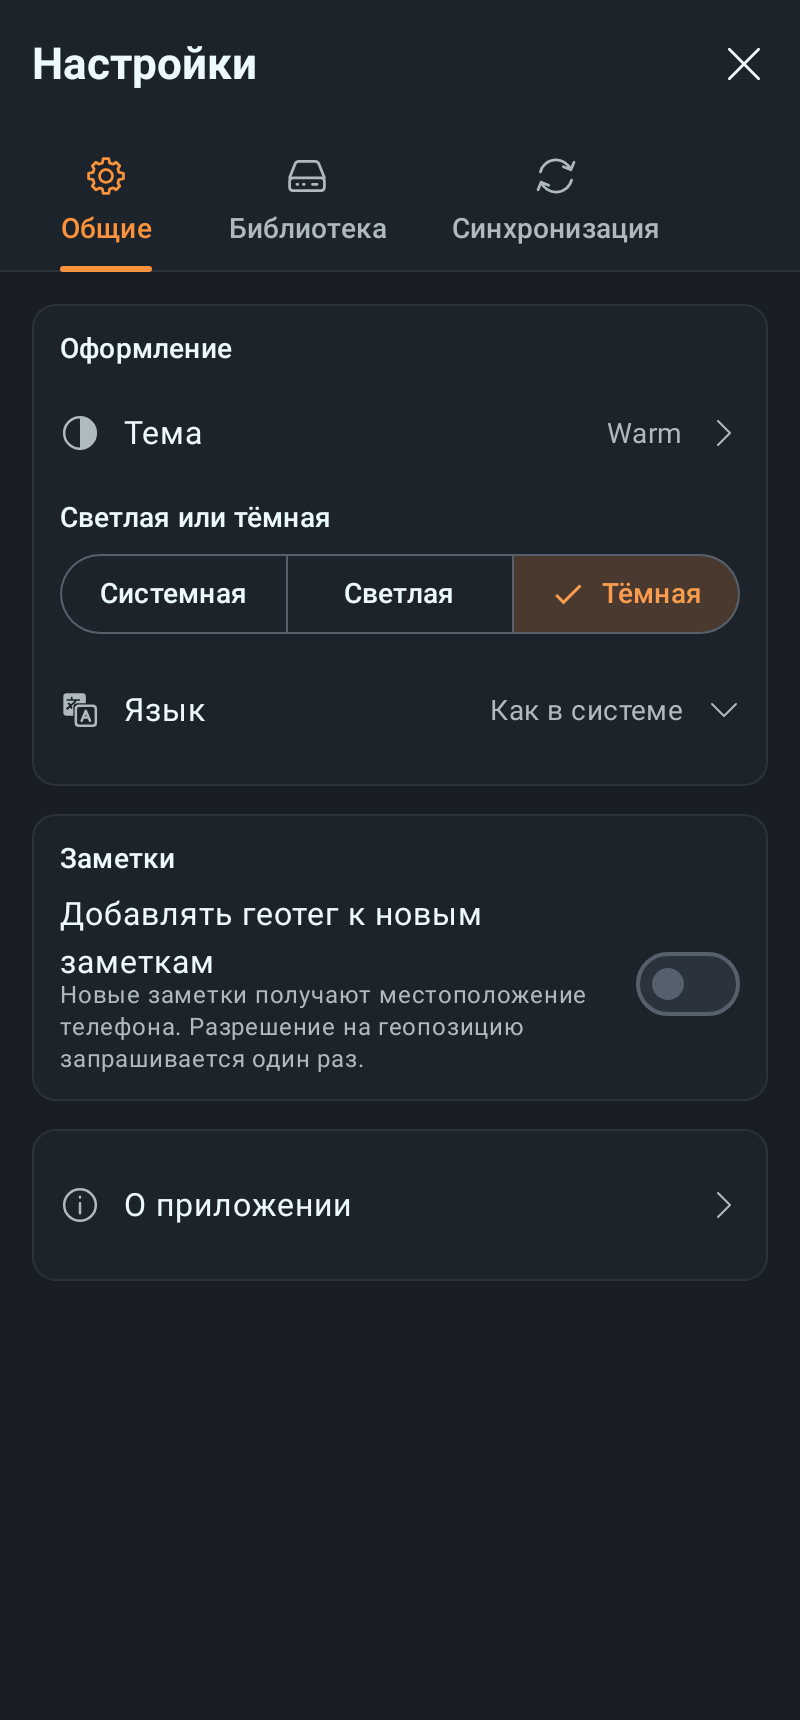 Настройки
Общие
Библиотека
Синхронизация
Оформление
Тема
Warm
Светлая или тёмная
Системная
Светлая
Тёмная
Язык
Как в системе
Заметки
Добавлять геотег к новым
заметкам
Новые заметки получают местоположение
телефона. Разрешение на геопозицию
запрашивается один раз.
О приложении